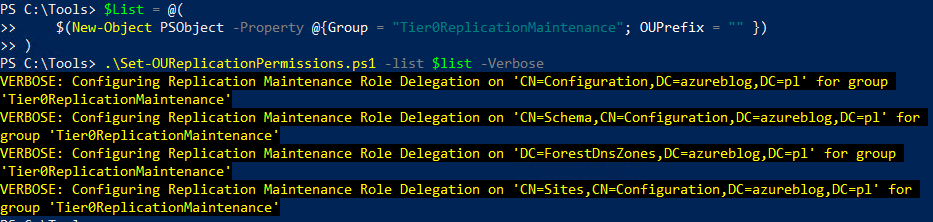 PS C:\Tools> $List = @(
>>     $(New-Object PSObject -Property @{Group = "Tier0ReplicationMaintenance"; OUPrefix = "" })
>> )
PS C:\Tools> .\Set-OUReplicationPermissions.ps1 -list $list -Verbose
VERBOSE: Configuring Replication Maintenance Role Delegation on 'CN=Configuration,DC=azureblog,DC=pl' for group
'Tier0ReplicationMaintenance'
VERBOSE: Configuring Replication Maintenance Role Delegation on 'CN=Schema,CN=Configuration,DC=azureblog,DC=pl' for
group 'Tier0ReplicationMaintenance'
VERBOSE: Configuring Replication Maintenance Role Delegation on 'DC=ForestDnsZones,DC=azureblog,DC=pl' for group
'Tier0ReplicationMaintenance'
VERBOSE: Configuring Replication Maintenance Role Delegation on 'CN=Sites,CN=Configuration,DC=azureblog,DC=pl' for
group 'Tier0ReplicationMaintenance'
PS C:\Tools>